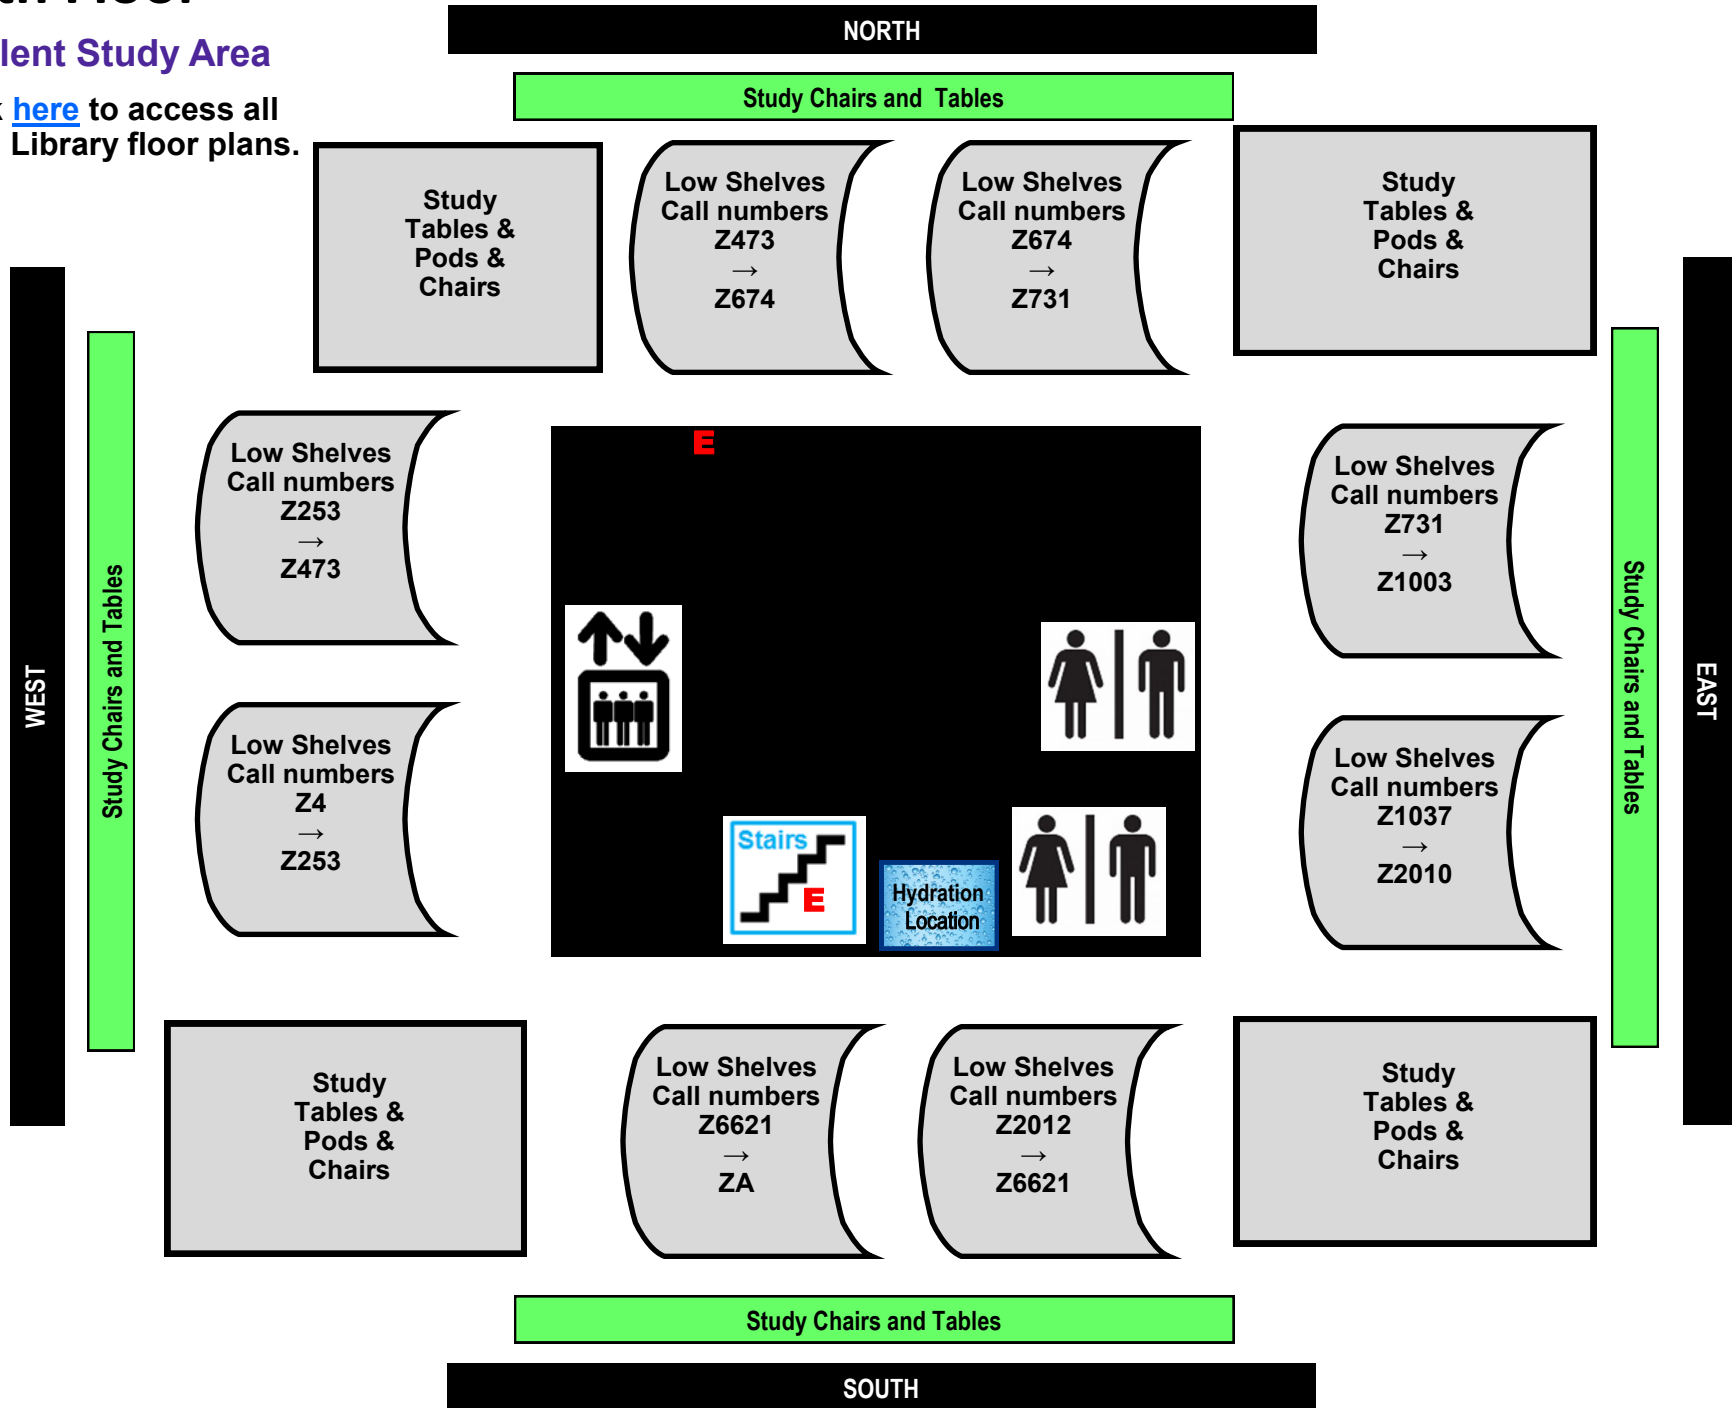 Floor
Study Area
here to access all
Library floor plans.
NORTH
Study Chairs and Tables
Study
Tables &
Pods &
Chairs
Low Shelves
Call numbers
Z473
→
Z674
Low Shelves
Call numbers
Z674
→
Z731
Study
Tables &
Pods &
Chairs
WEST
Study Chairs and Tables
Low Shelves
Call numbers
Z253
→
Z473
Low Shelves
Call numbers
Z4
→
Z253
E
Stairs
E
Hydration
Location
Low Shelves
Call numbers
Z731
→
Z1003
Low Shelves
Call numbers
Z1037
→
Z2010
Study Chairs and Tables
EAST
Study
Tables &
Pods &
Chairs
Low Shelves
Call numbers
Z6621
→
ZA
Low Shelves
Call numbers
Z2012
→
Z6621
Study
Tables &
Pods &
Chairs
Study Chairs and Tables
SOUTH